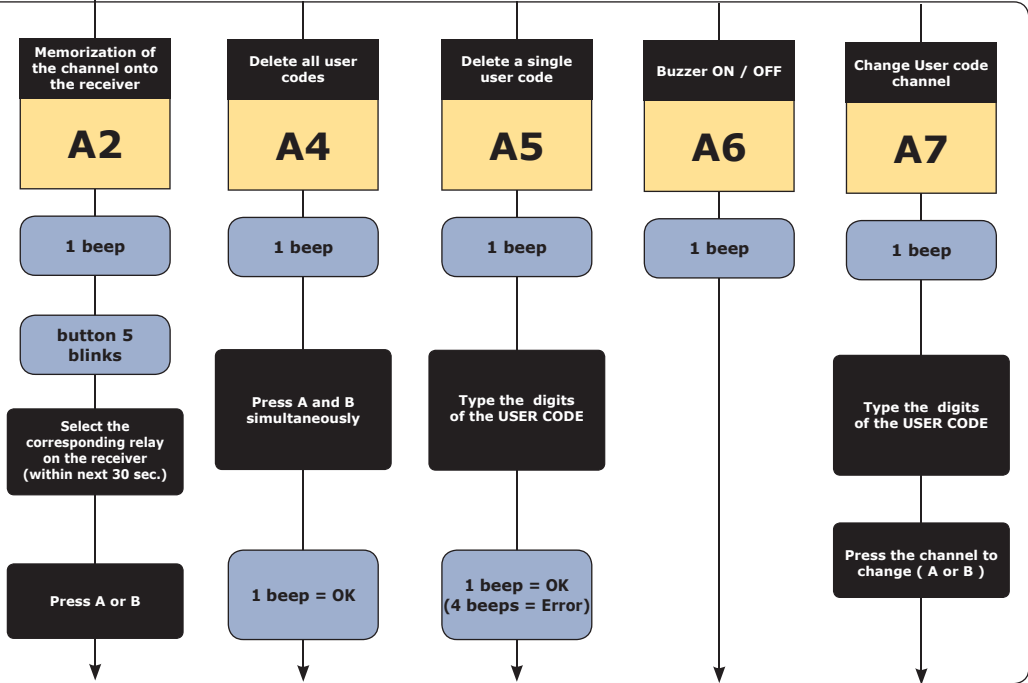 Memorization of
the channel onto
the receiver
A2
1 beep
button 5
blinks
Select the
corresponding relay
on the receiver
(within next 30 sec.)
Press A or B
Delete all user
codes
A4
1 beep
Press A and B
simultaneously
1 beep = OK
Delete a single
user code
A5
1 beep
Type the digits
of the USER CODE
1 beep = OK
(4 beeps = Error)
Buzzer ON / OFF
A6
1 beep
Change User code
channel
A7
1 beep
Type the digits
of the USER CODE
Press the channel to
change ( A or B )